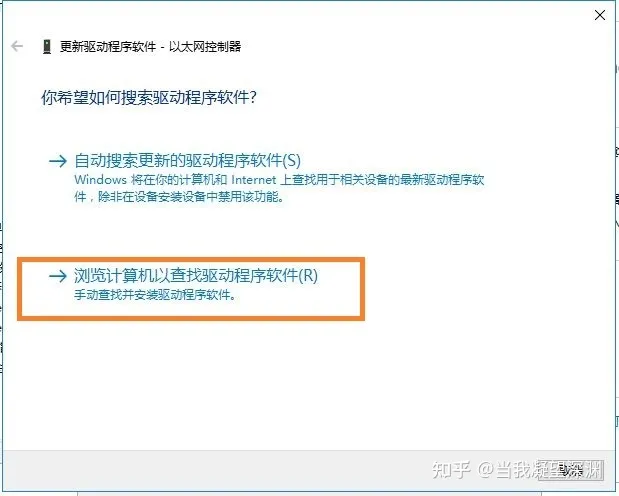 更新驱动程序软件 - 以太网控制器
你希望如何搜索驱动程序软件?
自动搜索更新的驱动程序软件(S)
Windows 将在你的计算机和 Internet 上查找用于相关设备的最新驱动程序软
件，除非在设备安装设备中禁用该功能。
浏览计算机以查找驱动程序软件(R)
手动查找并安装驱动程序软件。
取消
知乎 @当我凝望深渊